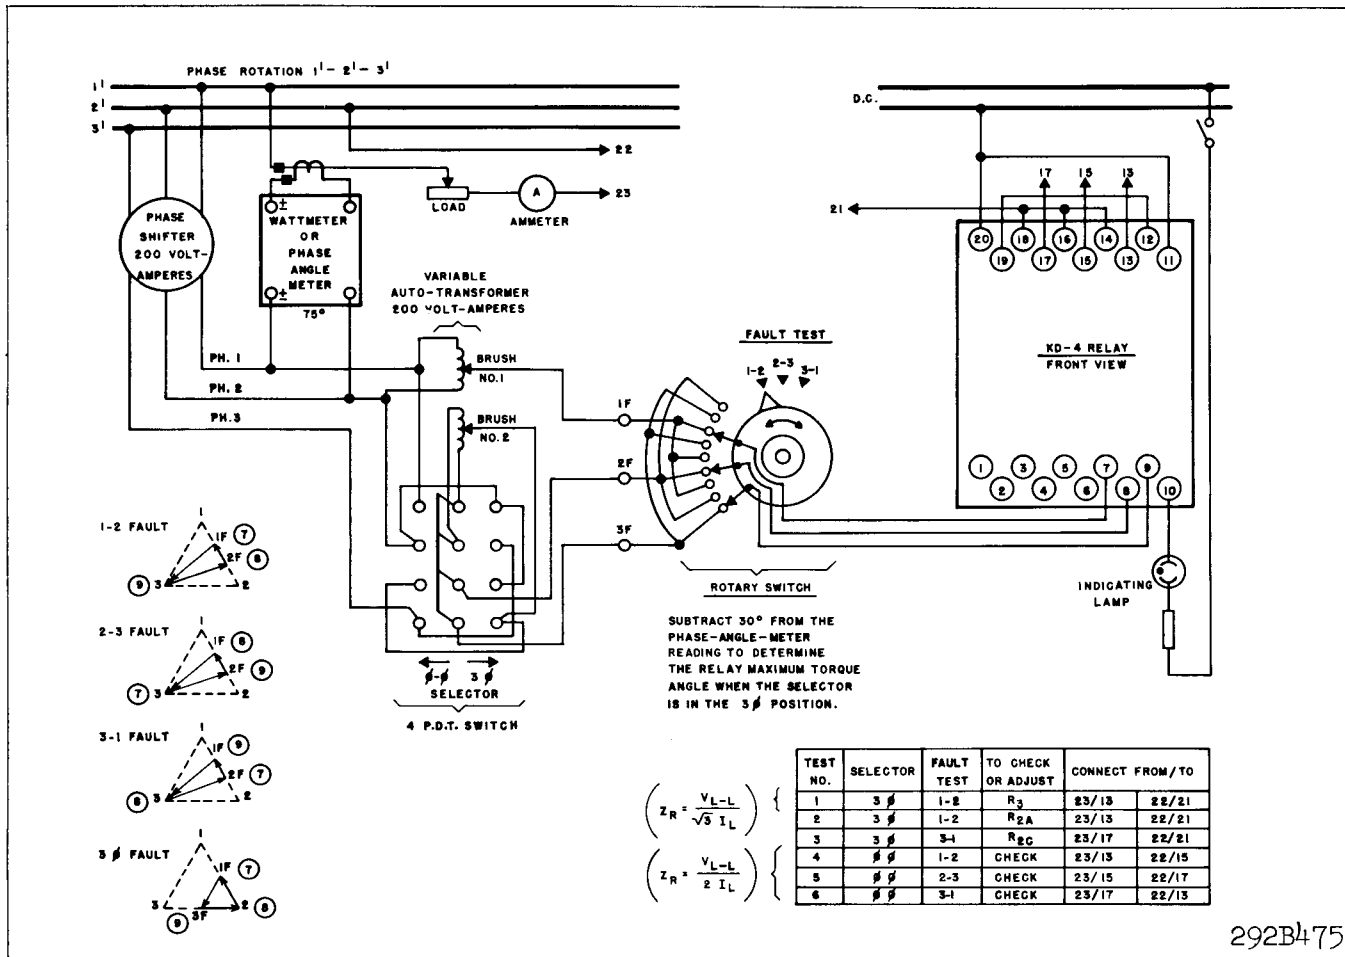 PHASE ROTATION 1' - 2' - 3'
1'
2'
3'
22
23
LOAD
A
AMMETER
PHASE
SHIFTER
200 VOLT-
AMPERES
±
WATTMETER
OR
PHASE
ANGLE
METER
±
75°
VARIABLE
AUTO-TRANSFORMER
200 VOLT-AMPERES
PH. 1
PH. 2
PH. 3
BRUSH
NO. 1
BRUSH
NO. 2
1F
2F
3F
FAULT TEST
1-2 2-3 3-1
ROTARY SWITCH
SUBTRACT 30° FROM THE
PHASE-ANGLE-METER
READING TO DETERMINE
THE RELAY MAXIMUM TORQUE
ANGLE WHEN THE SELECTOR
IS IN THE 3 ø POSITION.
D.C.
21
17 15 13
20 18 16 14 12
19 17 15 13 11
KD-4 RELAY
FRONT VIEW
1 3 5 7 9
2 4 6 8 10
INDICATING
LAMP
ø-ø 3 ø
SELECTOR
4 P.D.T. SWITCH
1-2 FAULT
1
1F 7
2F 8
9 3 2
2-3 FAULT
1
1F 8
2F 9
7 3 2
3-1 FAULT
1
1F 9
2F 7
8 3 2
3 ø FAULT
1
1F 7
3 2 8
9 3F
Z_R = V_L-L / √3 I_L
Z_R = V_L-L / 2 I_L
TEST NO. SELECTOR FAULT TEST TO CHECK OR ADJUST CONNECT FROM/TO
1 3 ø 1-2 R3 23/13 22/21
2 3 ø 1-2 R2A 23/13 22/21
3 3 ø 3-1 R2C 23/17 22/21
4 ø ø 1-2 CHECK 23/13 22/15
5 ø ø 2-3 CHECK 23/15 22/17
6 ø ø 3-1 CHECK 23/17 22/13
292B475